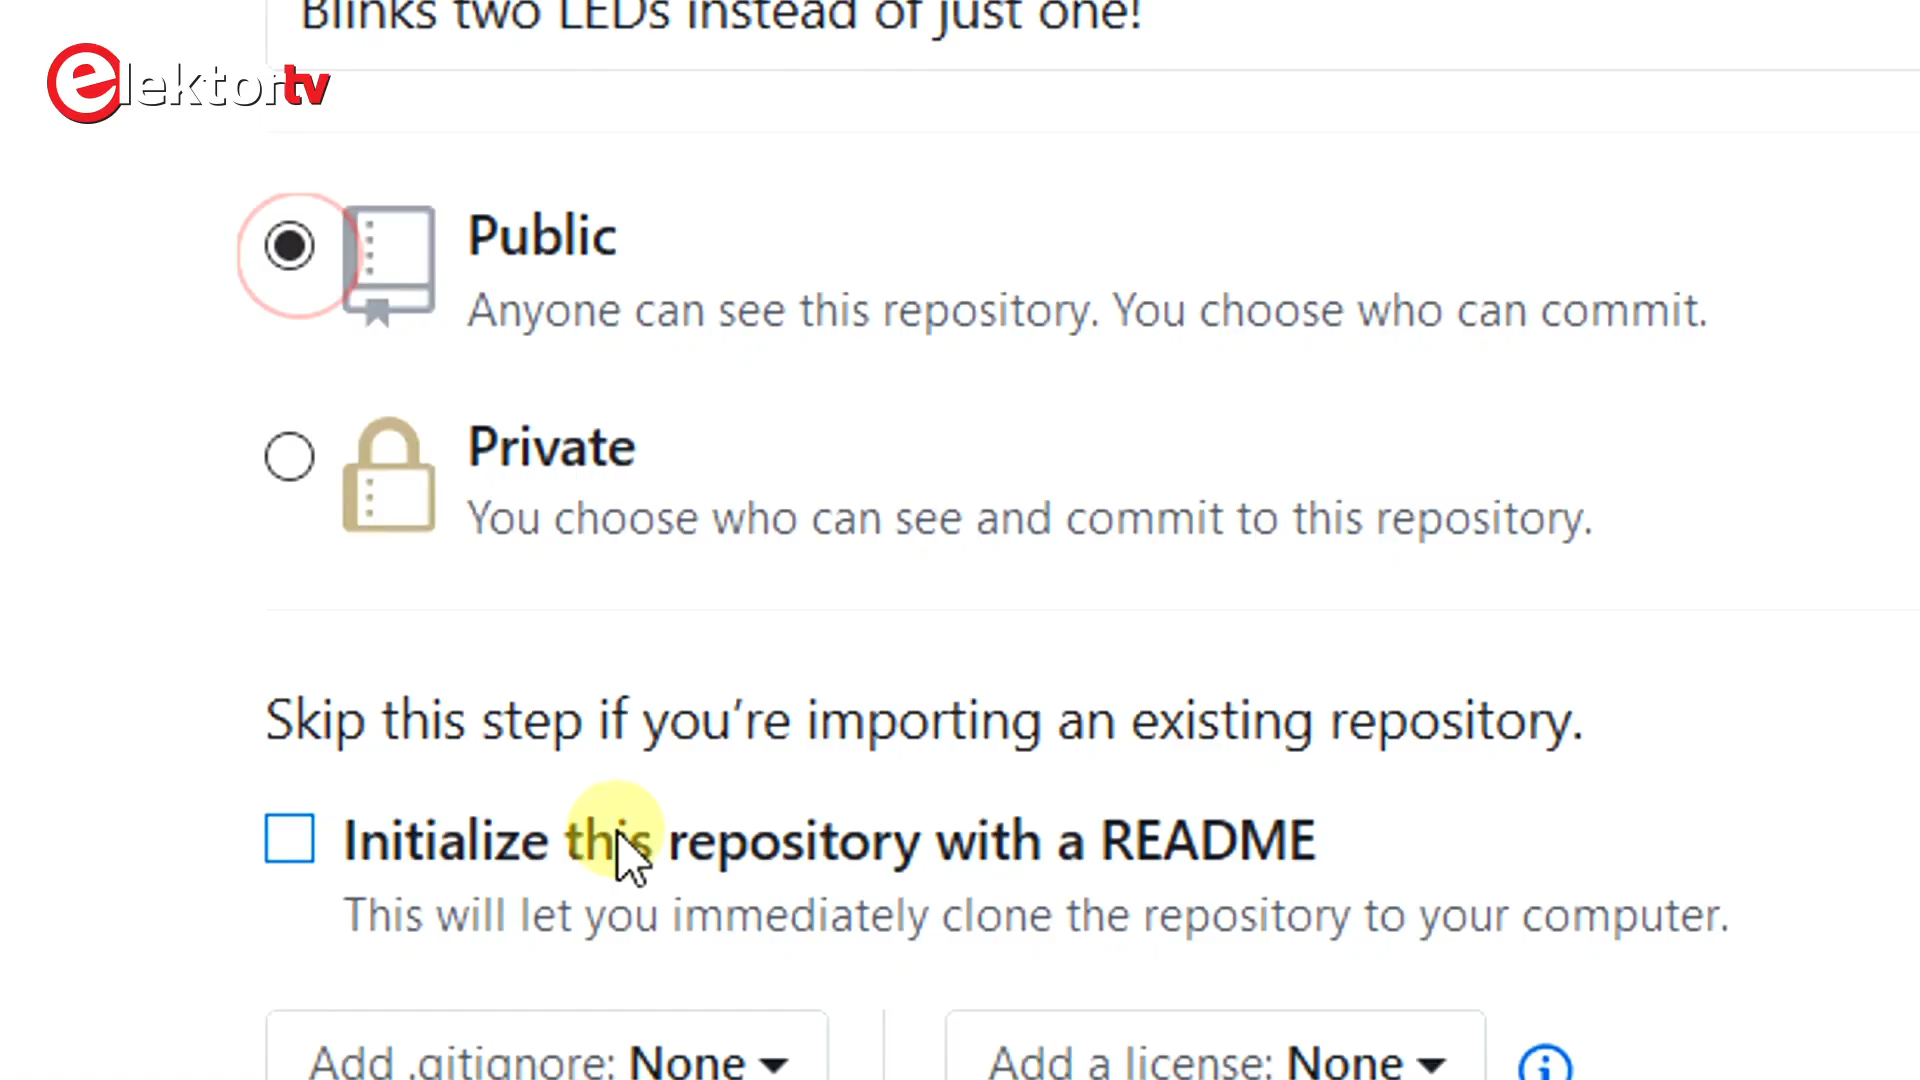 Blinks two LEDs instead of just one!
elektor tv
Public
Anyone can see this repository. You choose who can commit.
Private
You choose who can see and commit to this repository.
Skip this step if you’re importing an existing repository.
Initialize this repository with a README
This will let you immediately clone the repository to your computer.
Add .gitignore: None
Add a license: None